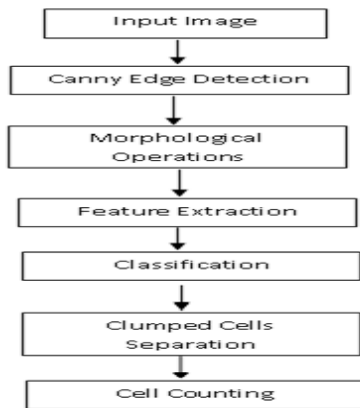 Input Image
Canny Edge Detection
Morphological
Operations
Feature Extraction
Classification
Clumped Cells
Separation
Cell Counting